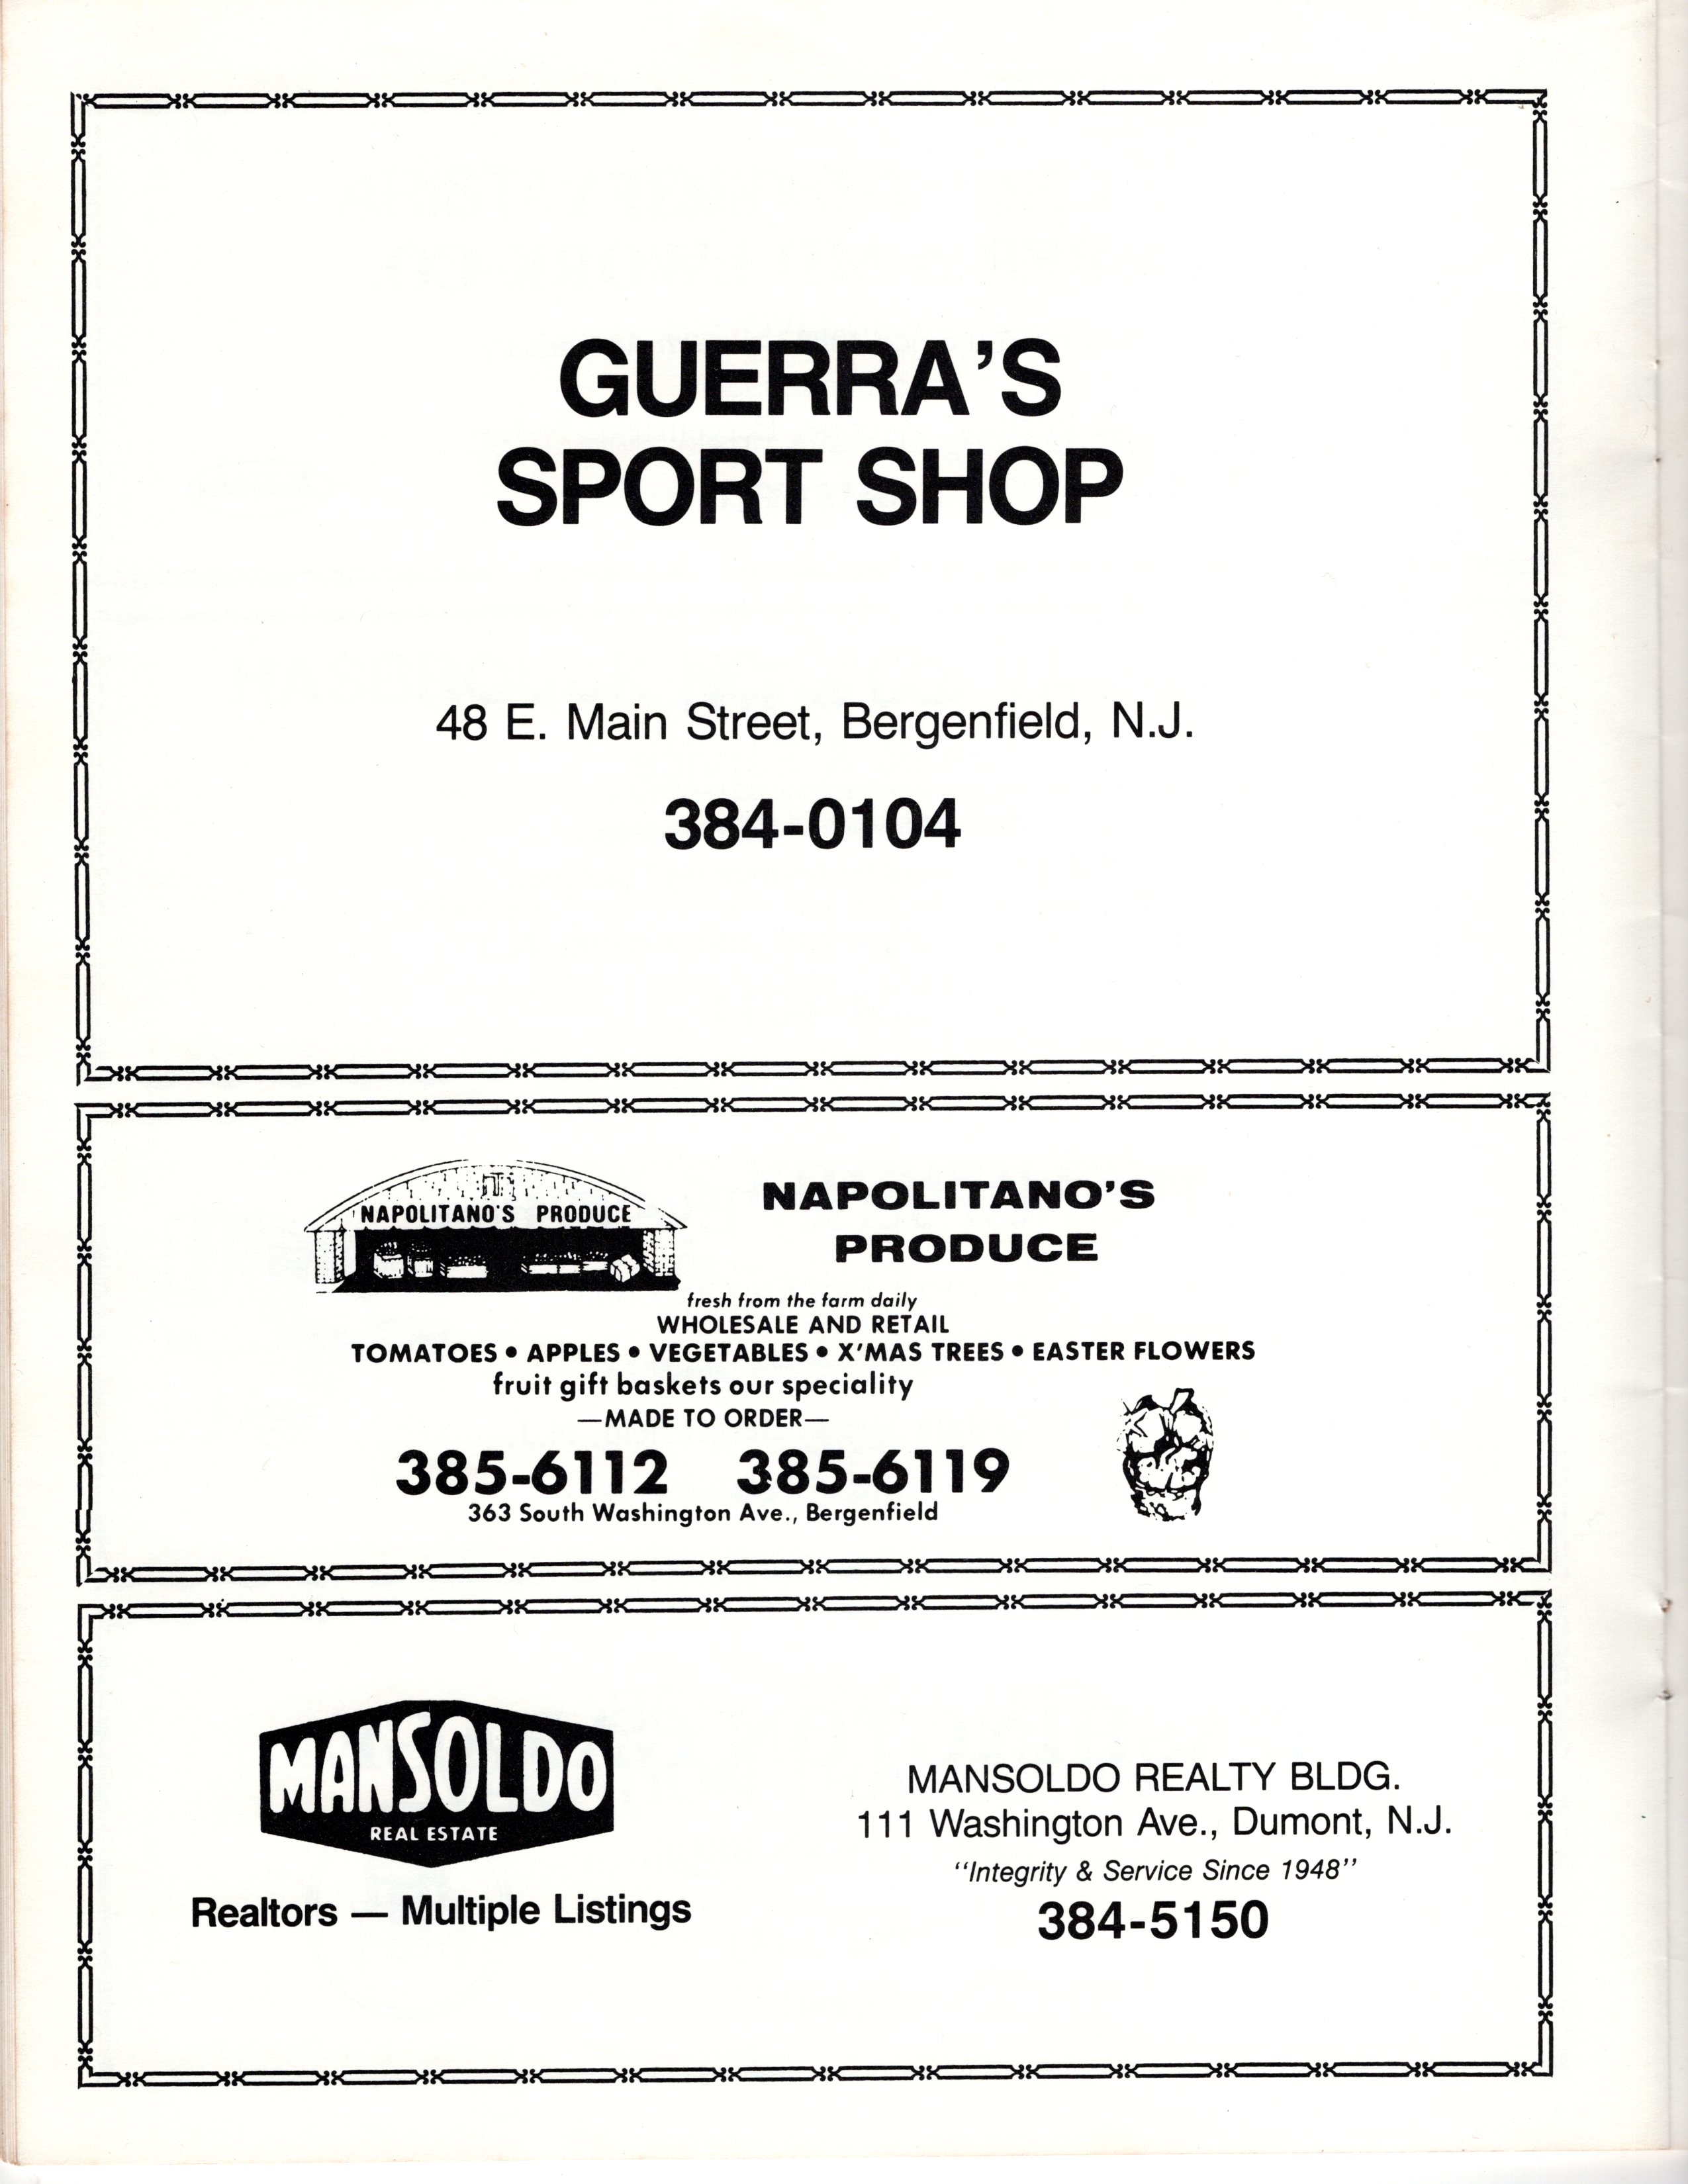 GUERRA'S
SPORT SHOP
48 E. Main Street, Bergenfield, N.J.
384-0104
NAPOLITANO'S PRODUCE
NAPOLITANO'S
PRODUCE
fresh from the farm daily
WHOLESALE AND RETAIL
TOMATOES • APPLES • VEGETABLES • X'MAS TREES • EASTER FLOWERS
fruit gift baskets our speciality
—MADE TO ORDER—
385-6112 385-6119
363 South Washington Ave., Bergenfield
MANSOLDO
REAL ESTATE
Realtors — Multiple Listings
MANSOLDO REALTY BLDG.
111 Washington Ave., Dumont, N.J.
"Integrity & Service Since 1948"
384-5150